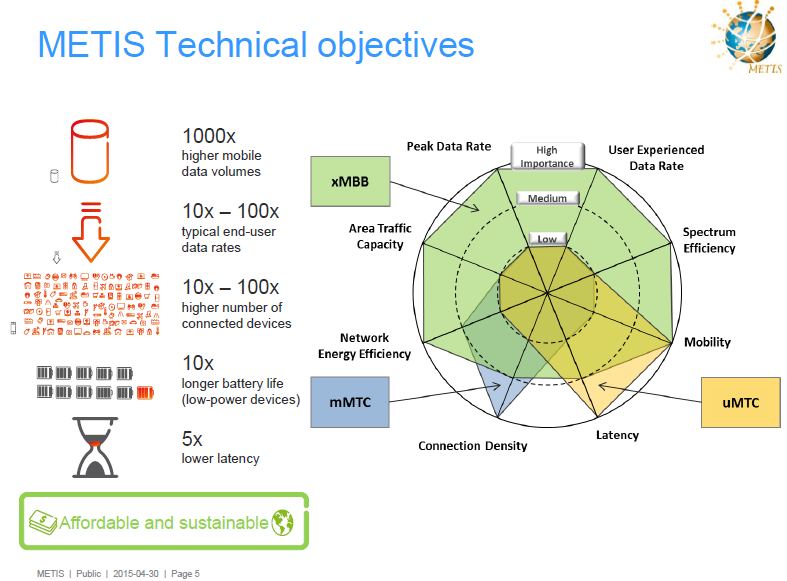 METIS Technical objectives
METIS
1000x
higher mobile
data volumes
10x – 100x
typical end-user
data rates
10x – 100x
higher number of
connected devices
10x
longer battery life
(low-power devices)
5x
lower latency
Affordable and sustainable
Peak Data Rate
High
Importance
User Experienced
Data Rate
xMBB
Medium
Area Traffic
Capacity
Low
Spectrum
Efficiency
Network
Energy Efficiency
Mobility
mMTC
uMTC
Connection Density
Latency
METIS | Public | 2015-04-30 | Page 5